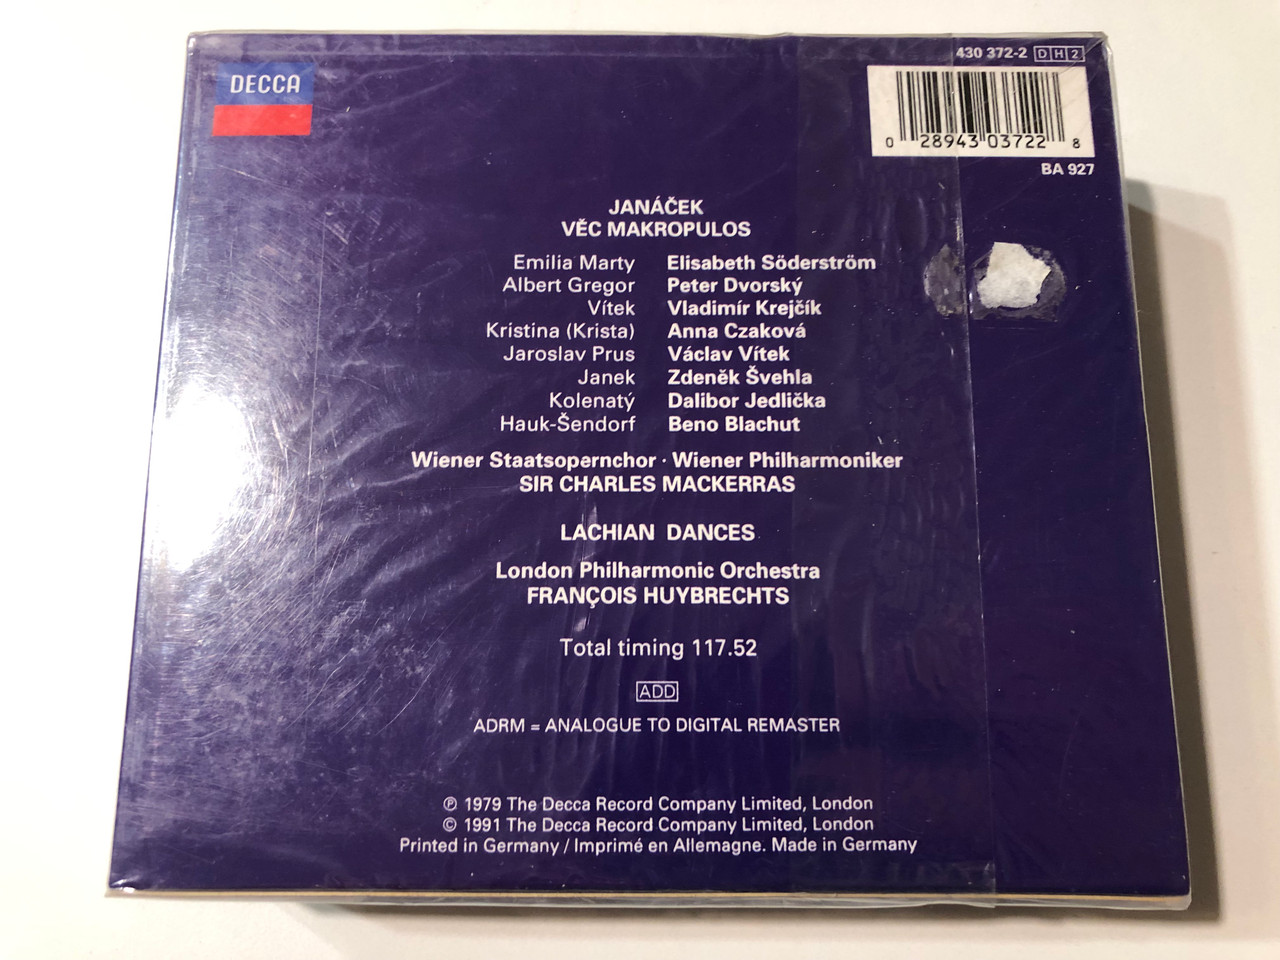 DECCA
430 372-2 DH2
0 28943 03722 8
BA 927
JANÁČEK
VĚC MAKROPULOS
Emilia Marty Elisabeth Söderström
Albert Gregor Peter Dvorský
Vítek Vladimír Krejčík
Kristina (Krista) Anna Czaková
Jaroslav Prus Václav Vítek
Janek Zdeněk Švehla
Kolenatý Dalibor Jedlička
Hauk-Šendorf Beno Blachut
Wiener Staatsopernchor · Wiener Philharmoniker
SIR CHARLES MACKERRAS
LACHIAN DANCES
London Philharmonic Orchestra
FRANÇOIS HUYBRECHTS
Total timing 117.52
ADD
ADRM = ANALOGUE TO DIGITAL REMASTER
℗ 1979 The Decca Record Company Limited, London
© 1991 The Decca Record Company Limited, London
Printed in Germany / Imprimé en Allemagne. Made in Germany